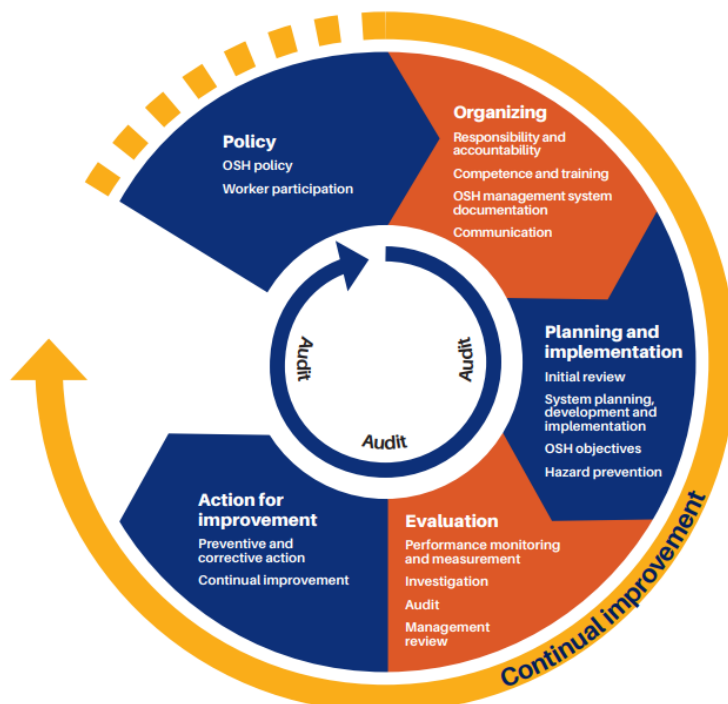 Policy
OSH policy
Worker participation
Organizing
Responsibility and
accountability
Competence and training
OSH management system
documentation
Communication
Planning and
implementation
Initial review
System planning,
development and
implementation
OSH objectives
Hazard prevention
Evaluation
Performance monitoring
and measurement
Investigation
Audit
Management
review
Action for
improvement
Preventive and
corrective action
Continual improvement
Audit
Audit
Audit
Continual improvement